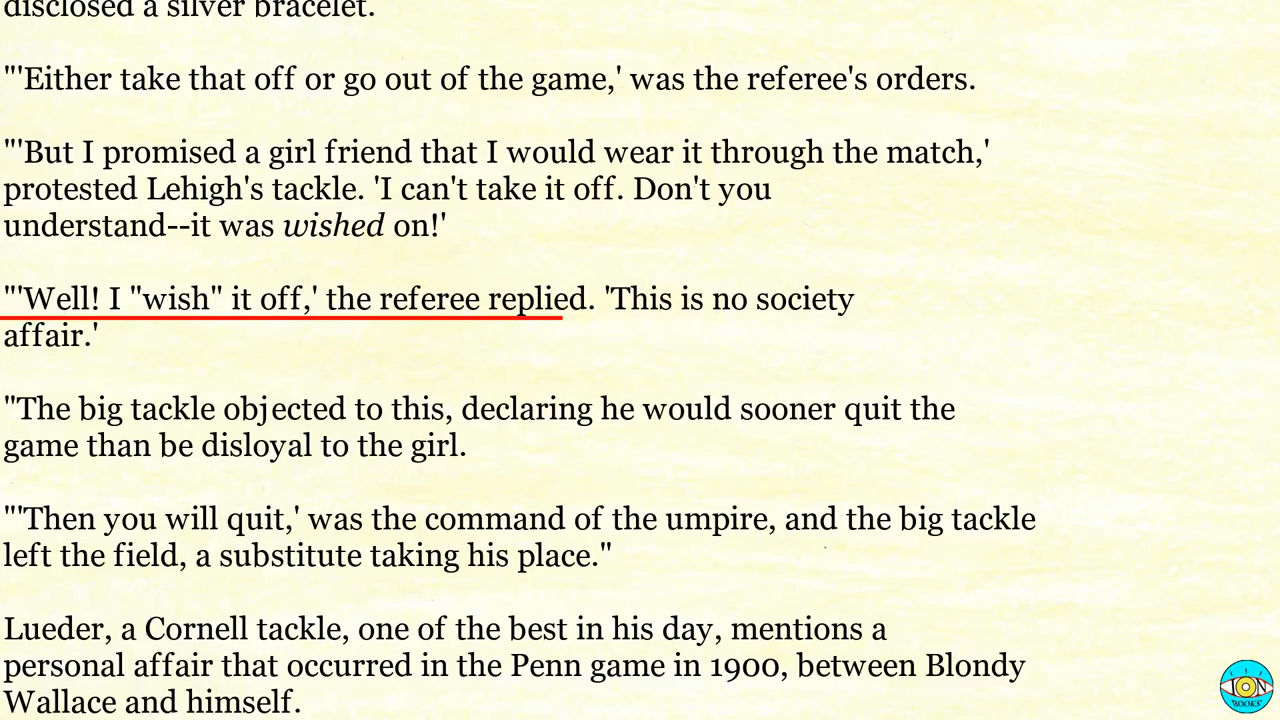 disclosed a silver bracelet.
"'Either take that off or go out of the game,' was the referee's orders.
"'But I promised a girl friend that I would wear it through the match,'
protested Lehigh's tackle. 'I can't take it off. Don't you
understand--it was wished on!'
"'Well! I "wish" it off,' the referee replied. 'This is no society
affair.'
"The big tackle objected to this, declaring he would sooner quit the
game than be disloyal to the girl.
"'Then you will quit,' was the command of the umpire, and the big tackle
left the field, a substitute taking his place."
Lueder, a Cornell tackle, one of the best in his day, mentions a
personal affair that occurred in the Penn game in 1900, between Blondy
Wallace and himself.
ION
BOOKS